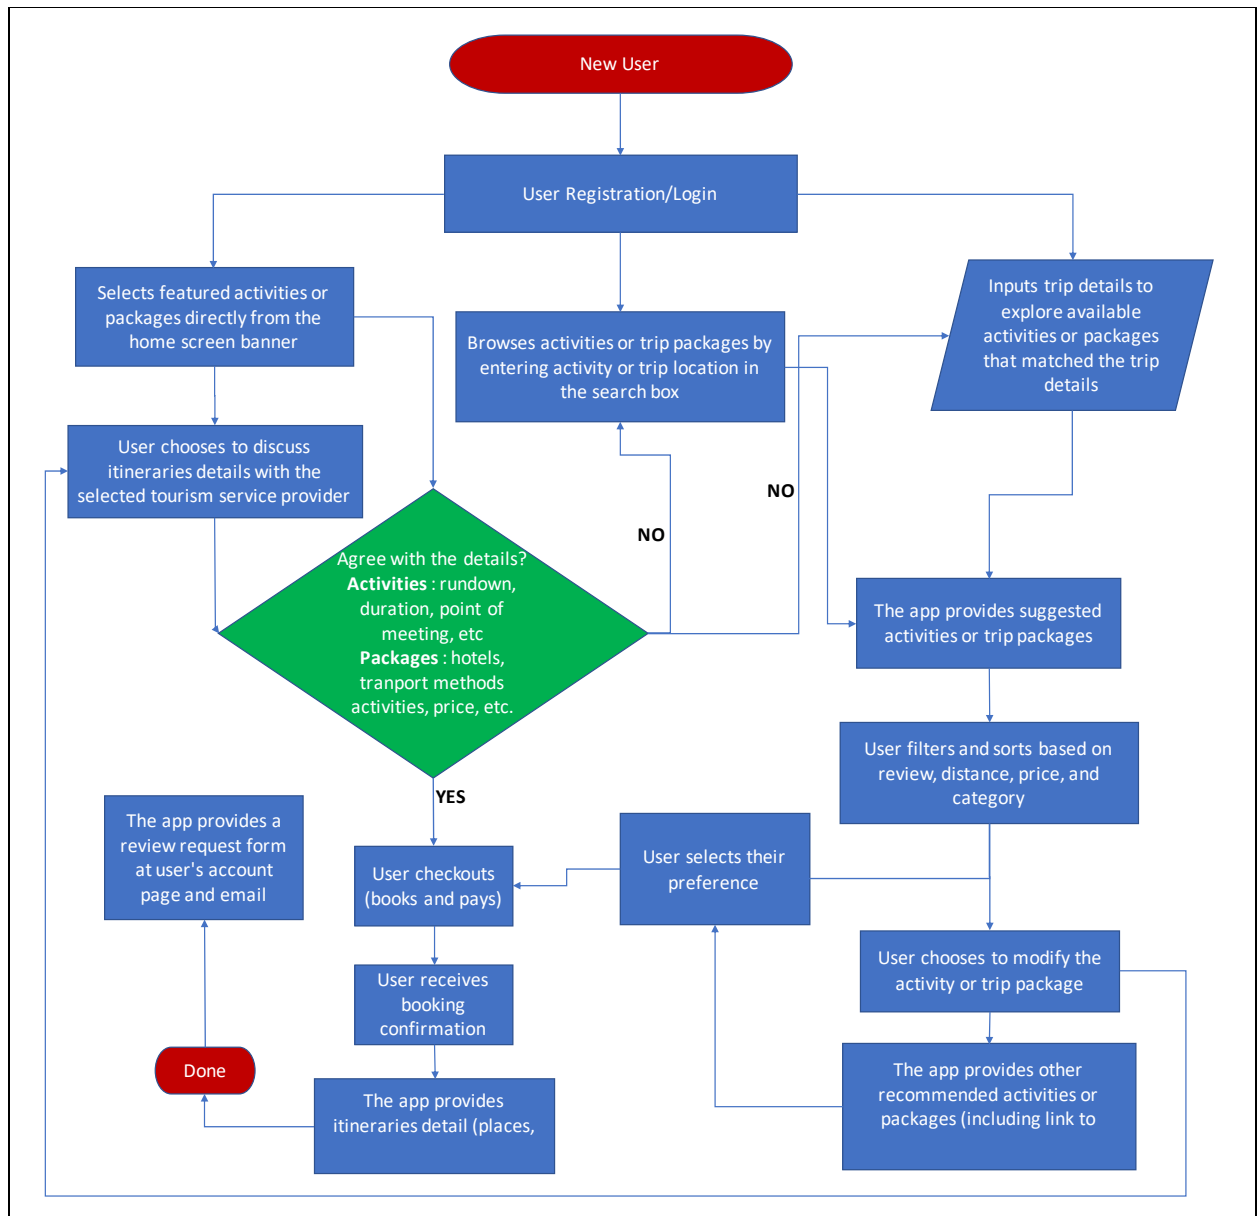 New User
User Registration/Login
Selects featured activities or
packages directly from the
home screen banner
Browses activities or trip packages by
entering activity or trip location in
the search box
Inputs trip details to
explore available
activities or packages
that matched the trip
details
User chooses to discuss
itineraries details with the
selected tourism service provider
NO
NO
Agree with the details?
Activities : rundown,
duration, point of
meeting, etc
Packages : hotels,
tranport methods
activities, price, etc.
The app provides suggested
activities or trip packages
User filters and sorts based on
review, distance, price, and
category
YES
The app provides a
review request form
at user's account
page and email
User checkouts
(books and pays)
User selects their
preference
User chooses to modify the
activity or trip package
User receives
booking
confirmation
Done
The app provides
itineraries detail (places,
The app provides other
recommended activities or
packages (including link to